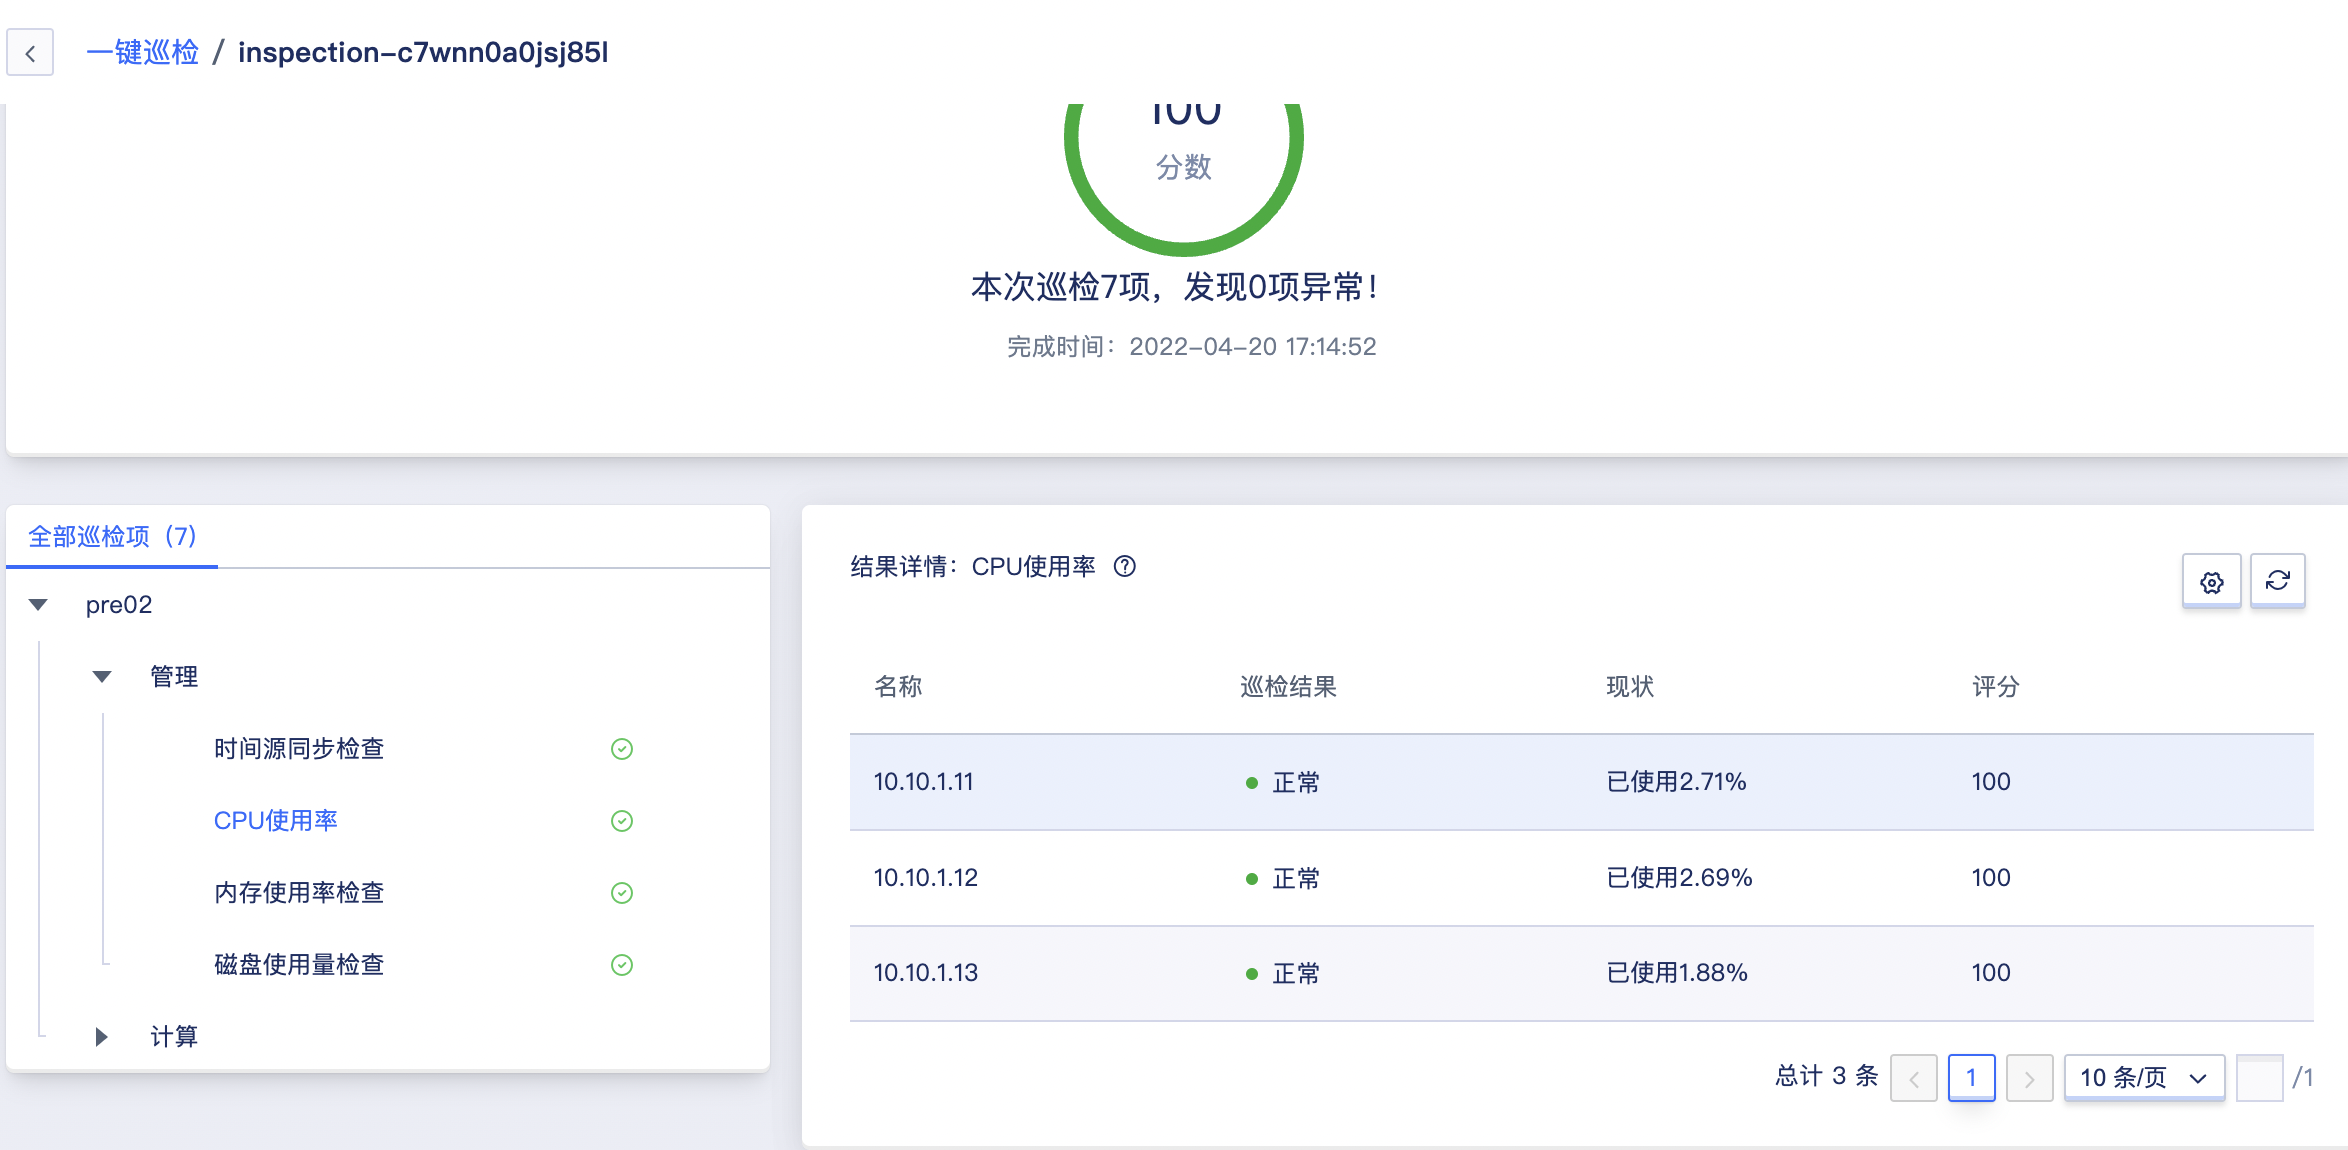 一键巡检 / inspection-c7wnn0a0jsj85l
100
分数
本次巡检7项，发现0项异常！
完成时间：2022-04-20 17:14:52
全部巡检项（7）
pre02
管理
时间源同步检查
CPU使用率
内存使用率检查
磁盘使用量检查
计算
结果详情：CPU使用率
名称 巡检结果 现状 评分
10.10.1.11 正常 已使用2.71% 100
10.10.1.12 正常 已使用2.69% 100
10.10.1.13 正常 已使用1.88% 100
总计 3 条 1 10 条/页 /1